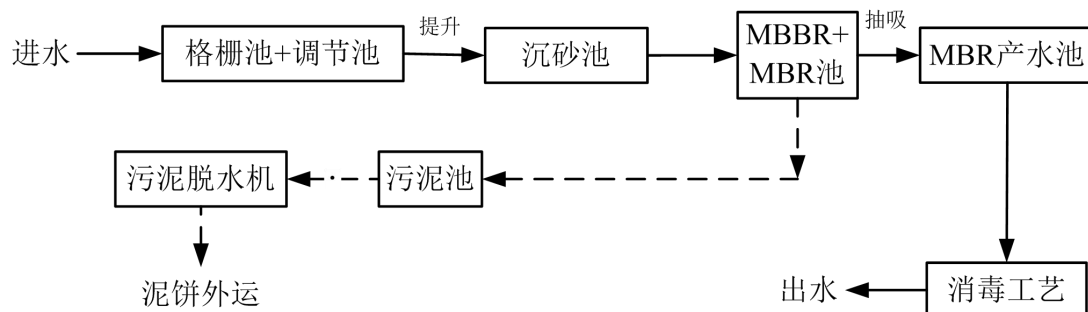 进水
格栅池+调节池
提升
沉砂池
MBBR+
MBR池
抽吸
MBR产水池
污泥脱水机
污泥池
泥饼外运
出水
消毒工艺